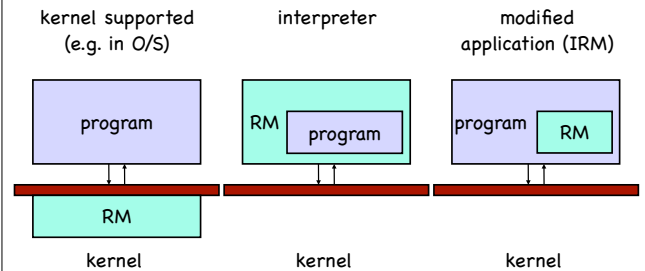 kernel supported
(e.g. in O/S)
interpreter
modified
application (IRM)
program
RM
program
program
RM
RM
kernel
kernel
kernel